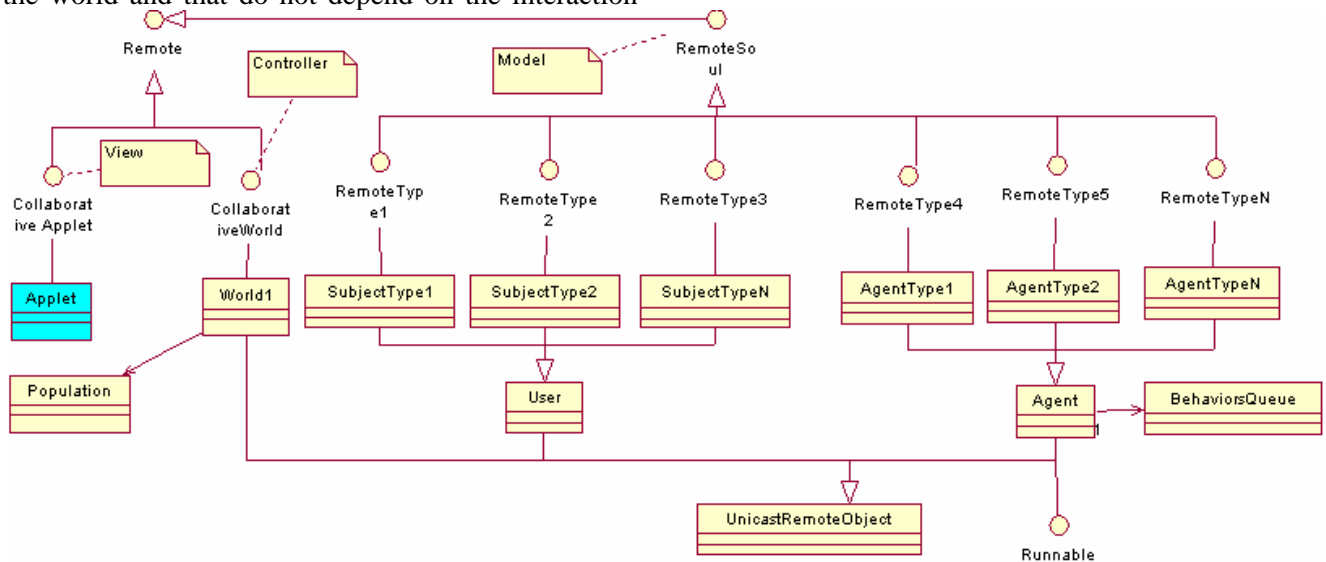 the world and that do not depend on the interaction
Remote
Controller
Model
RemoteSo
ul
View
Collaborat
ive Applet
Collaborat
iveWorld
RemoteTyp
e1
RemoteType
2
RemoteType3
RemoteType4
RemoteType5
RemoteTypeN
Applet
World1
SubjectType1
SubjectType2
SubjectTypeN
AgentType1
AgentType2
AgentTypeN
Population
User
Agent
1
BehaviorsQueue
UnicastRemoteObject
Runnable